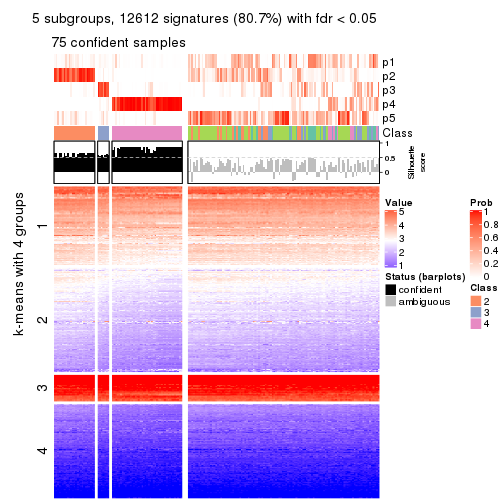 5 subgroups, 12612 signatures (80.7%) with fdr < 0.05
75 confident samples
p1
p2
p3
p4
p5
Class
1
0.5
0
Silhouette
score
k-means with 4 groups
1
2
3
4
Value
5
4
3
2
1
Status (barplots)
confident
ambiguous
Prob
1
0.8
0.6
0.4
0.2
0
Class
2
3
4